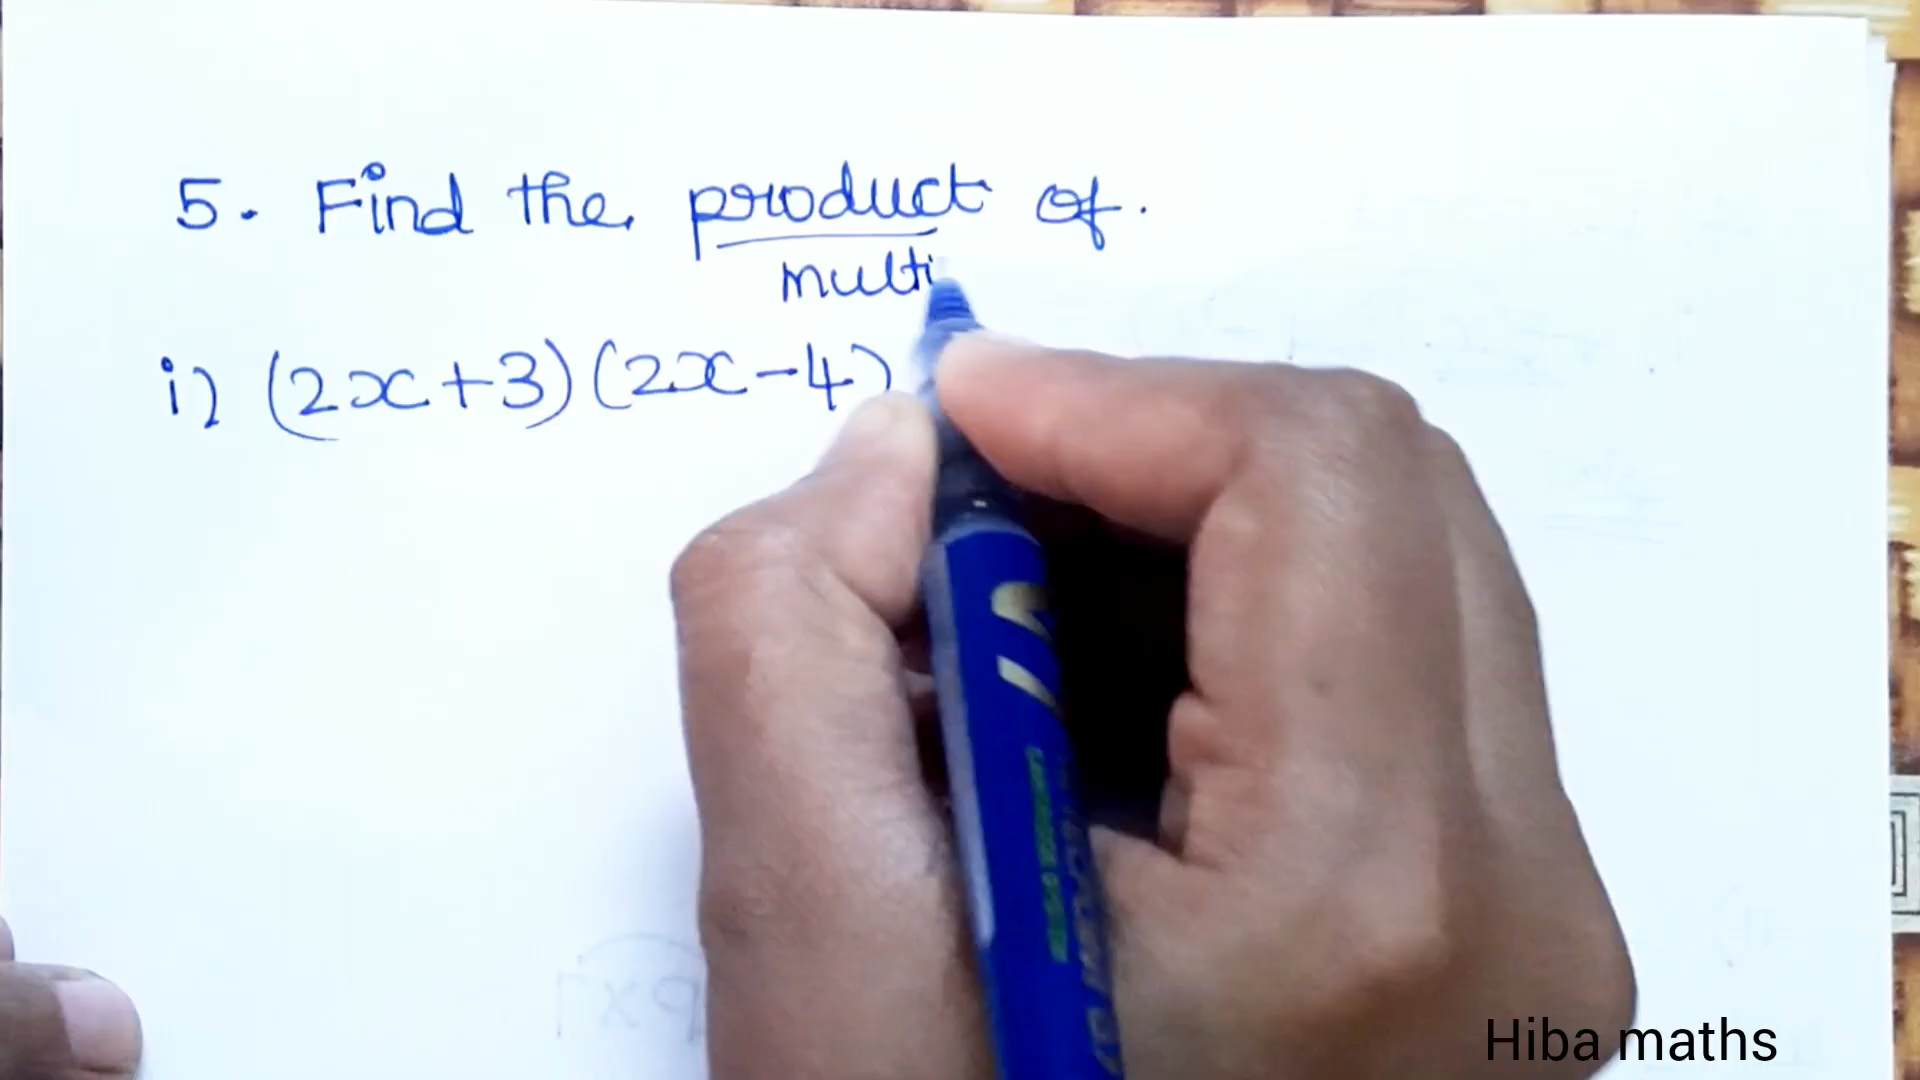 5. Find the product of.
multi
i) (2x+3)(2x-4)
Hiba maths